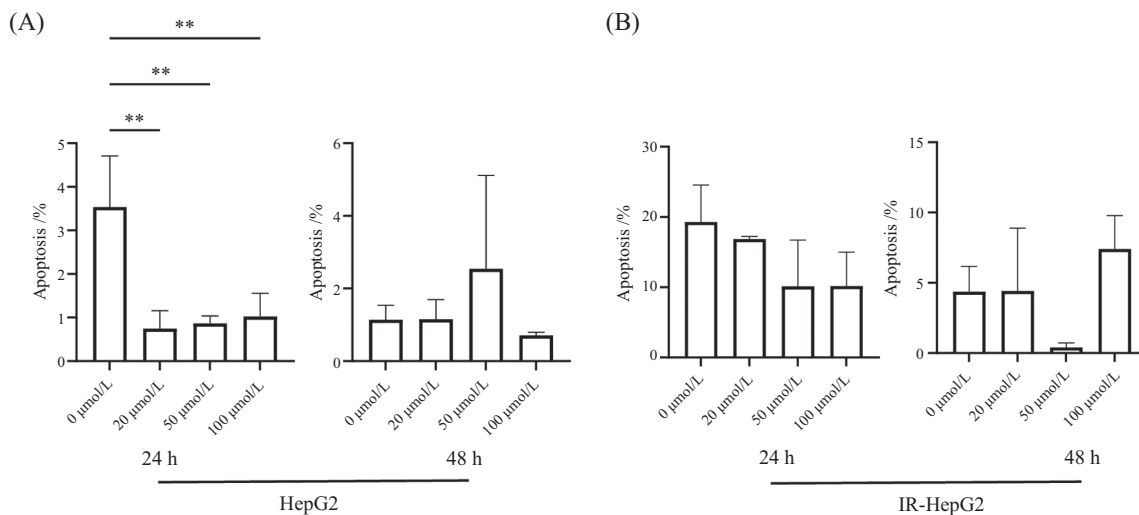 (A)
**
**
**
Apoptosis /%
5
4
3
2
1
0
0 μmol/L
20 μmol/L
50 μmol/L
100 μmol/L
24 h
Apoptosis /%
6
4
2
0
0 μmol/L
20 μmol/L
50 μmol/L
100 μmol/L
48 h
HepG2
(B)
Apoptosis /%
30
20
10
0
0 μmol/L
20 μmol/L
50 μmol/L
100 μmol/L
24 h
Apoptosis /%
15
10
5
0
0 μmol/L
20 μmol/L
50 μmol/L
100 μmol/L
48 h
IR-HepG2